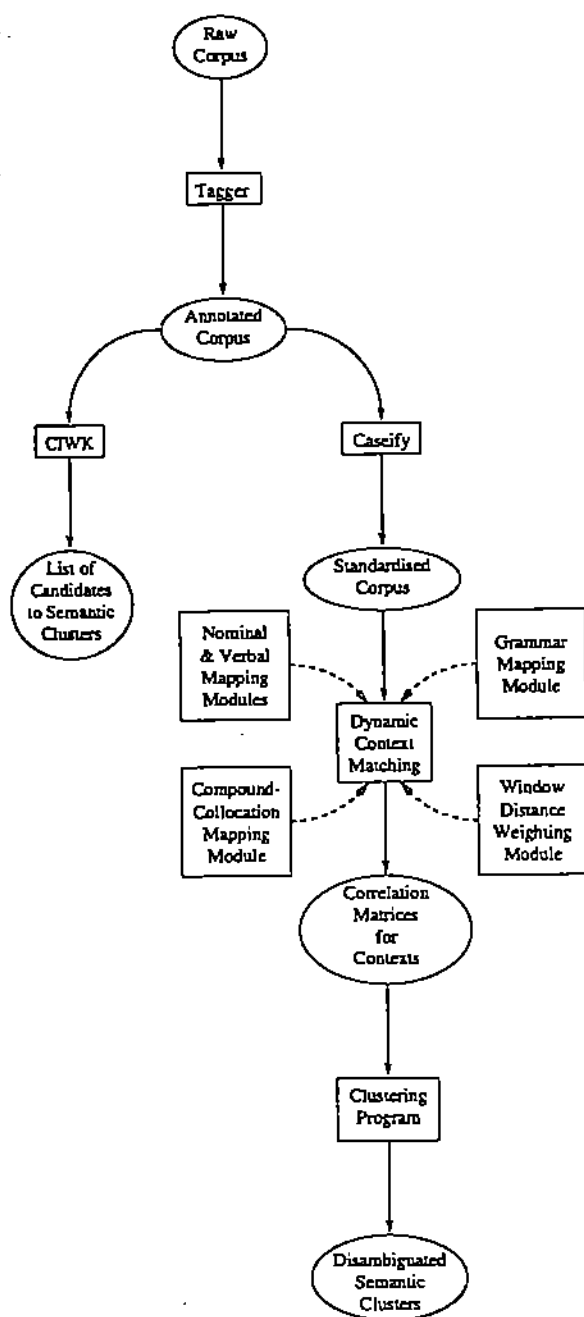 Raw
Corpus
Tagger
Annotated
Corpus
CIWK
Caseify
List of
Candidates
to Semantic
Clusters
Standardised
Corpus
Nominal
& Verbal
Mapping
Modules
Grammar
Mapping
Module
Dynamic
Context
Matching
Compound-
Collocation
Mapping
Module
Window
Distance
Weighting
Module
Correlation
Matrices
for
Contexts
Clustering
Program
Disambiguated
Semantic
Clusters